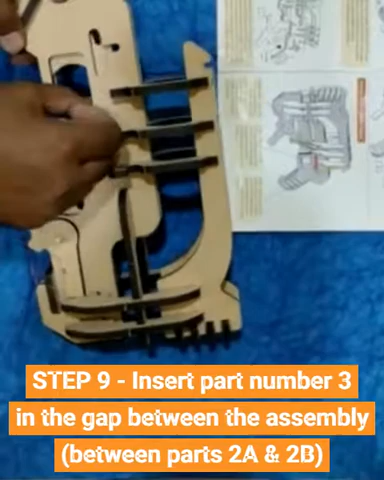 STEP 9 - Insert part number 3
in the gap between the assembly
(between parts 2A & 2B)